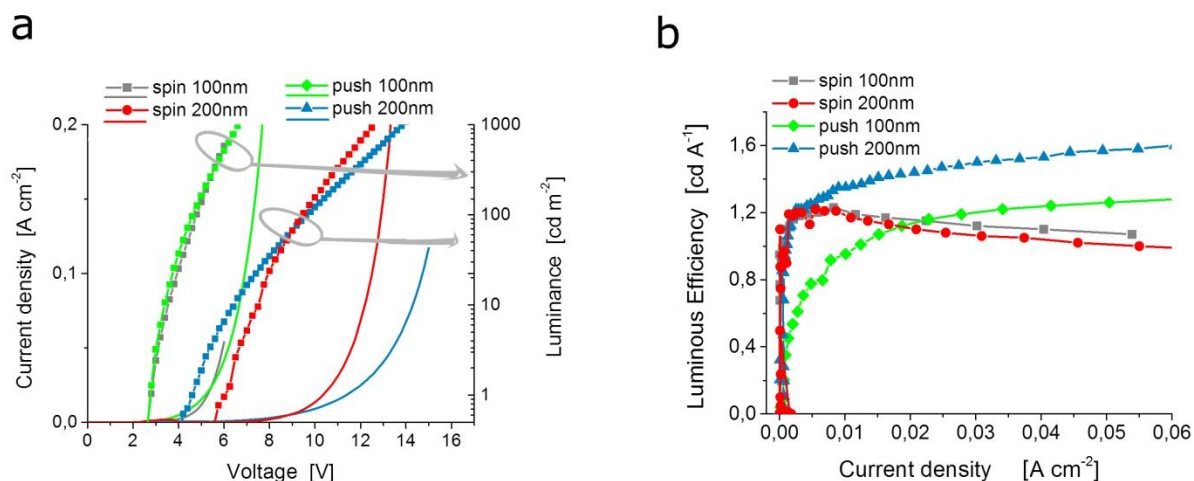 a
spin 100nm push 100nm
spin 200nm push 200nm
0,2
0,1
0,0
Current density [A cm-2]
0 2 4 6 8 10 12 14 16
Voltage [V]
1000
100
10
1
Luminance [cd m-2]
b
spin 100nm
spin 200nm
push 100nm
push 200nm
1,6
1,2
0,8
0,4
0,0
Luminous Efficiency [cd A-1]
0,00 0,01 0,02 0,03 0,04 0,05 0,06
Current density [A cm-2]